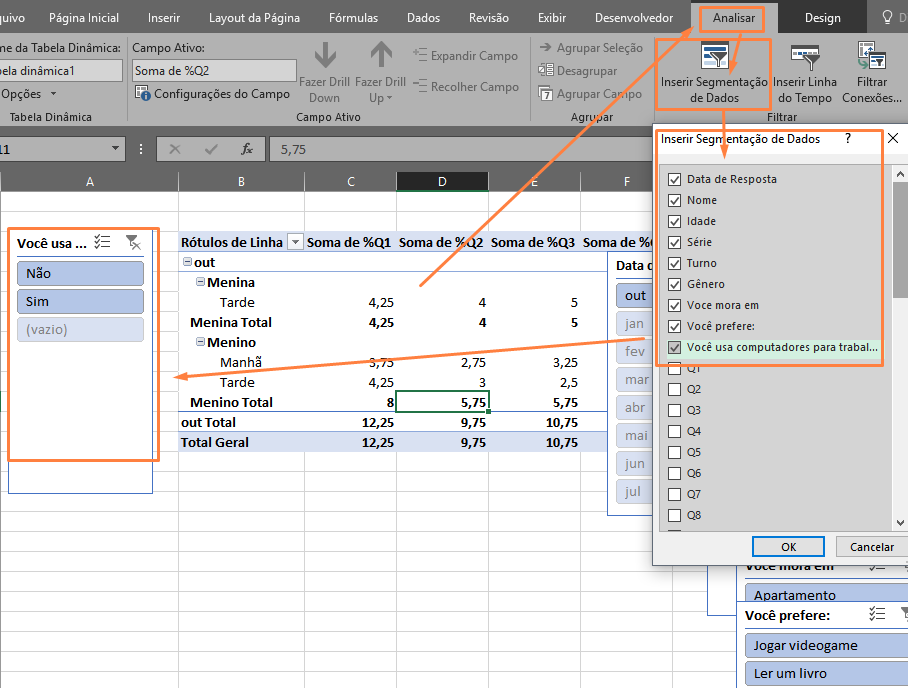 Página Inicial Inserir Layout da Página Fórmulas Dados Revisão Exibir Desenvolvedor Analisar Design
me da Tabela Dinâmica: Campo Ativo:
bela dinâmica1 Soma de %Q2
Opções Configurações do Campo
Fazer Drill Down
Fazer Drill Up
Expandir Campo
Recolher Campo
Agrupar Seleção
Desagrupar
Agrupar Campo
Inserir Segmentação de Dados
Inserir Linha do Tempo
Filtrar Conexões...
Tabela Dinâmica Campo Ativo Agrupar Filtrar
11 fx 5,75
A B C D E F
Você usa ...
Não
Sim
(vazio)
Rótulos de Linha Soma de %Q1 Soma de %Q2 Soma de %Q3 Soma de %
out
Menina
Tarde 4,25 4 5
Menina Total 4,25 4 5
Menino
Manhã 3,75 2,75 3,25
Tarde 4,25 3 2,5
Menino Total 8 5,75 5,75
out Total 12,25 9,75 10,75
Total Geral 12,25 9,75 10,75
Data
out
jan
fev
mar
abr
mai
jun
jul
Inserir Segmentação de Dados ?
Data de Resposta
Nome
Idade
Série
Turno
Gênero
Voce mora em
Você prefere:
Você usa computadores para trabal...
Q1
Q2
Q3
Q4
Q5
Q6
Q7
Q8
OK Cancelar
Voce mora em
Apartamento
Você prefere:
Jogar videogame
Ler um livro